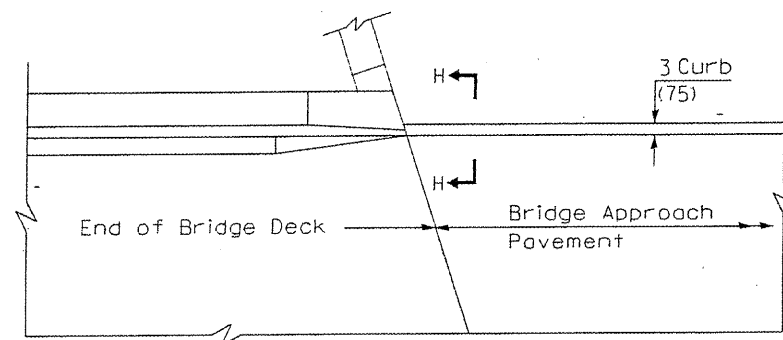 H
3 Curb
(75)
H
End of Bridge Deck
Bridge Approach
Pavement